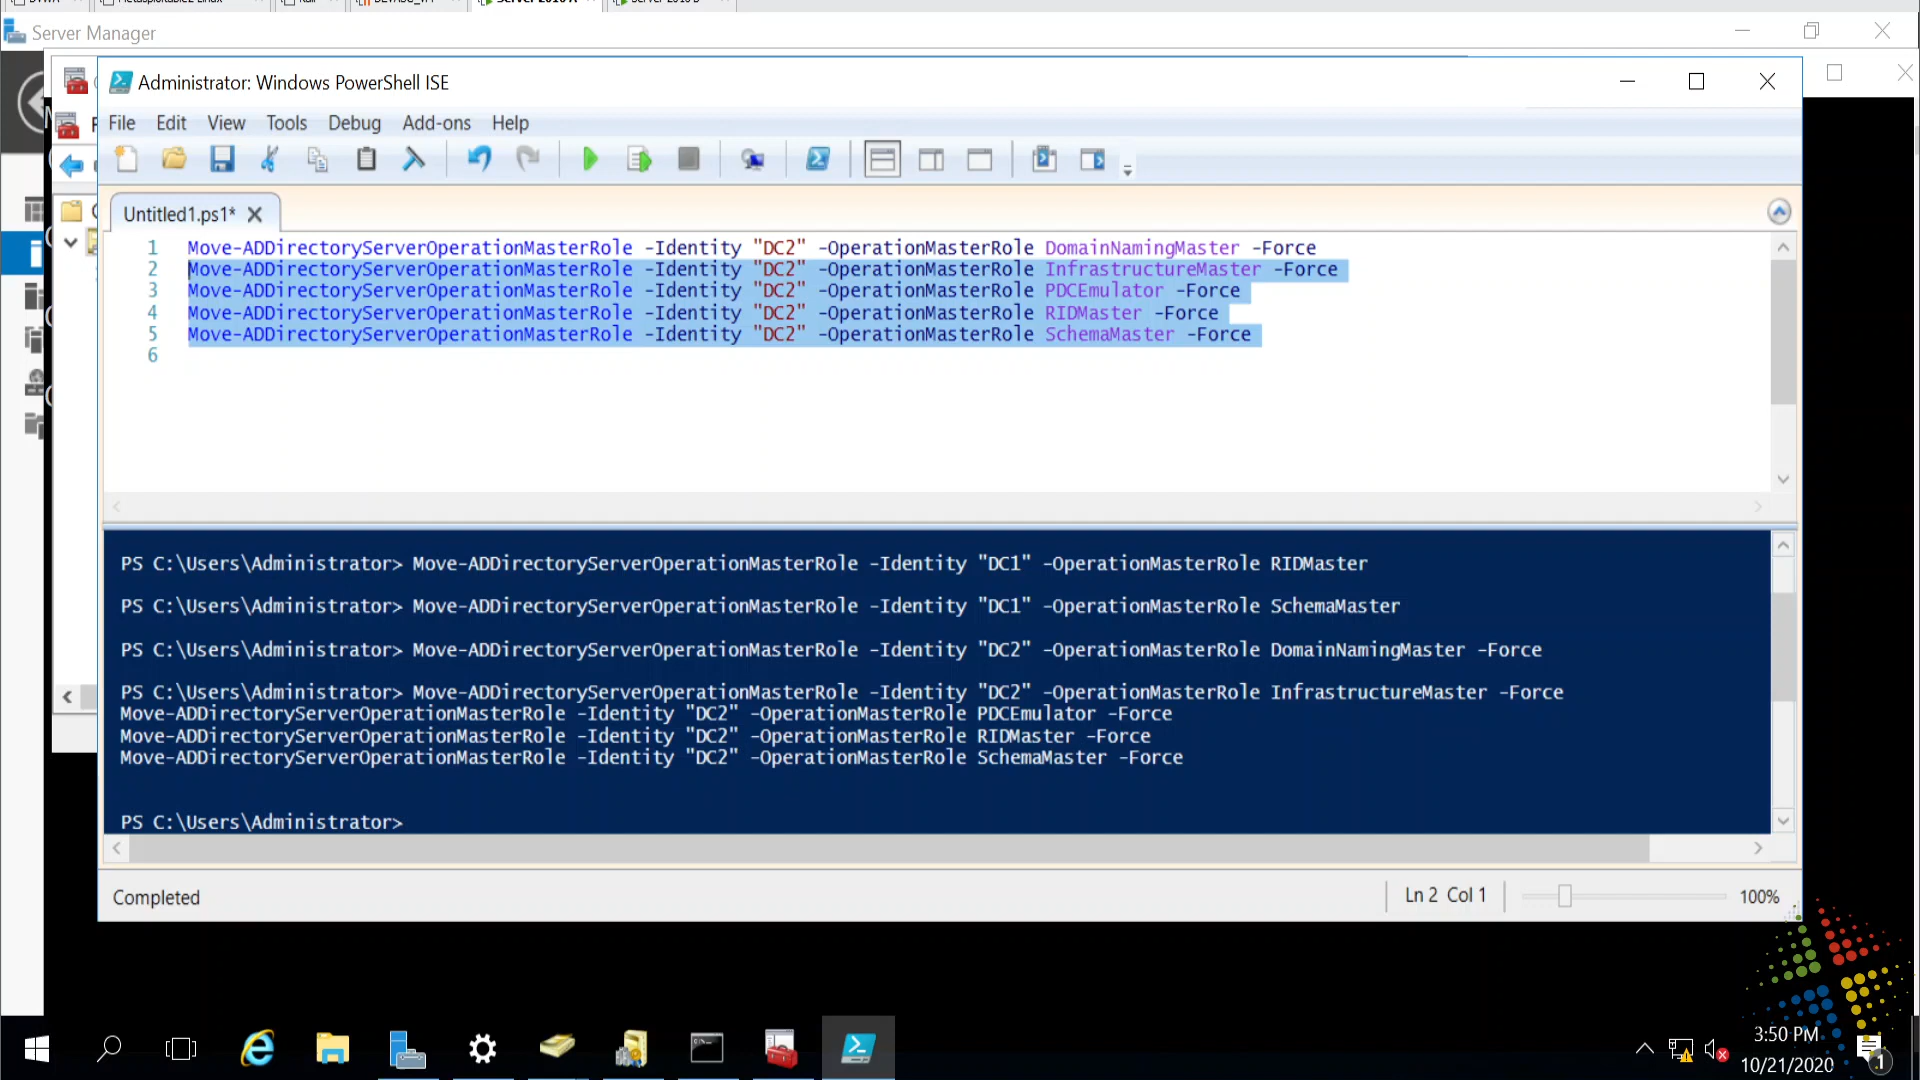 Server Manager
Administrator: Windows PowerShell ISE
File Edit View Tools Debug Add-ons Help
Untitled1.ps1*
1 Move-ADDirectoryServerOperationMasterRole -Identity "DC2" -OperationMasterRole DomainNamingMaster -Force
2 Move-ADDirectoryServerOperationMasterRole -Identity "DC2" -OperationMasterRole InfrastructureMaster -Force
3 Move-ADDirectoryServerOperationMasterRole -Identity "DC2" -OperationMasterRole PDCEmulator -Force
4 Move-ADDirectoryServerOperationMasterRole -Identity "DC2" -OperationMasterRole RIDMaster -Force
5 Move-ADDirectoryServerOperationMasterRole -Identity "DC2" -OperationMasterRole SchemaMaster -Force
6
PS C:\Users\Administrator> Move-ADDirectoryServerOperationMasterRole -Identity "DC1" -OperationMasterRole RIDMaster
PS C:\Users\Administrator> Move-ADDirectoryServerOperationMasterRole -Identity "DC1" -OperationMasterRole SchemaMaster
PS C:\Users\Administrator> Move-ADDirectoryServerOperationMasterRole -Identity "DC2" -OperationMasterRole DomainNamingMaster -Force
PS C:\Users\Administrator> Move-ADDirectoryServerOperationMasterRole -Identity "DC2" -OperationMasterRole InfrastructureMaster -Force
Move-ADDirectoryServerOperationMasterRole -Identity "DC2" -OperationMasterRole PDCEmulator -Force
Move-ADDirectoryServerOperationMasterRole -Identity "DC2" -OperationMasterRole RIDMaster -Force
Move-ADDirectoryServerOperationMasterRole -Identity "DC2" -OperationMasterRole SchemaMaster -Force
PS C:\Users\Administrator>
Completed
Ln 2 Col 1
100%
3:50 PM
10/21/2020
1